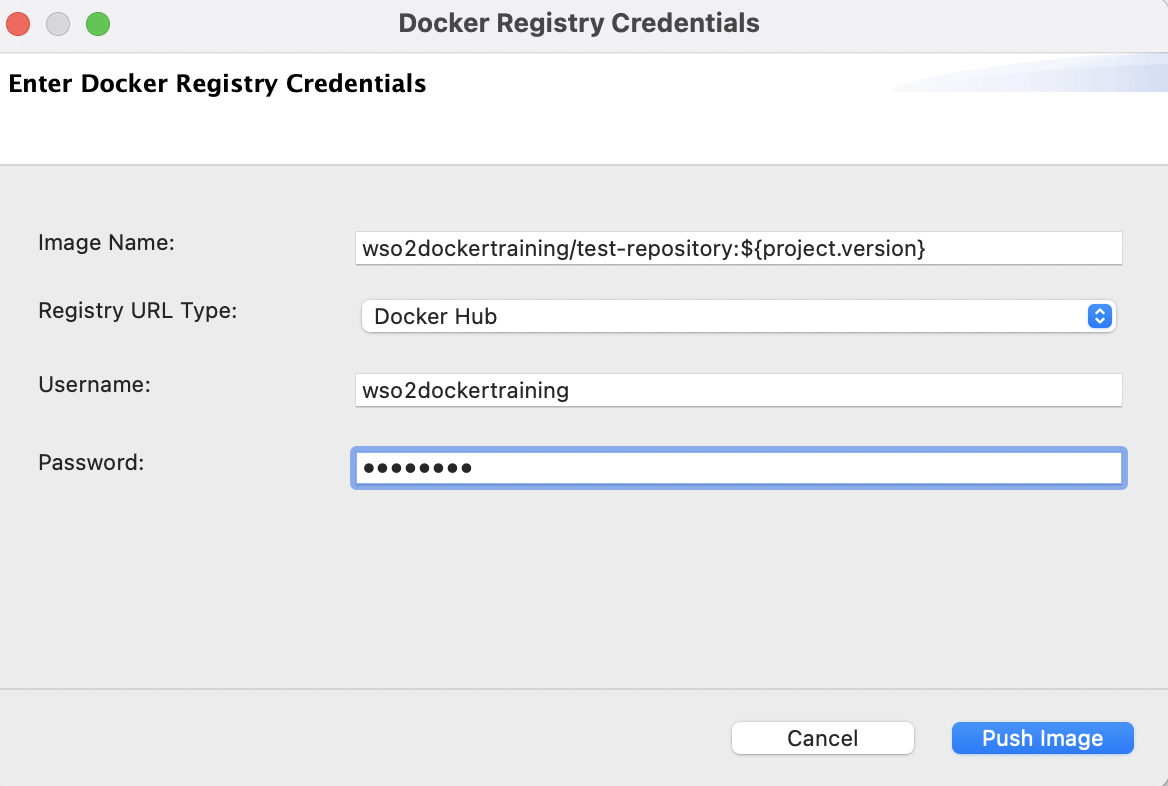 Docker Registry Credentials
Enter Docker Registry Credentials
Image Name: wso2dockertraining/test-repository:${project.version}
Registry URL Type: Docker Hub
Username: wso2dockertraining
Password: ••••••••
Cancel Push Image